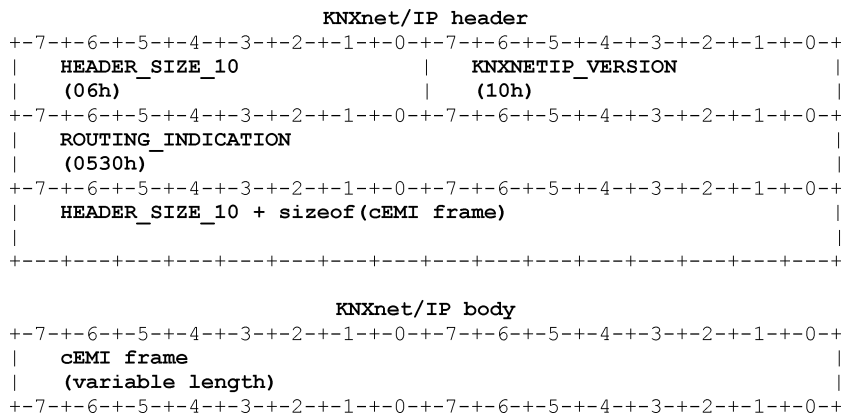 KNXnet/IP header
+-7-+-6-+-5-+-4-+-3-+-2-+-1-+-0-+-7-+-6-+-5-+-4-+-3-+-2-+-1-+-0-+
|   HEADER_SIZE_10              |   KNXNETIP_VERSION            |
|   (06h)                       |   (10h)                       |
+-7-+-6-+-5-+-4-+-3-+-2-+-1-+-0-+-7-+-6-+-5-+-4-+-3-+-2-+-1-+-0-+
|   ROUTING_INDICATION                                          |
|   (0530h)                                                     |
+-7-+-6-+-5-+-4-+-3-+-2-+-1-+-0-+-7-+-6-+-5-+-4-+-3-+-2-+-1-+-0-+
|   HEADER_SIZE_10 + sizeof(cEMI frame)                         |
|                                                               |
+---+---+---+---+---+---+---+---+---+---+---+---+---+---+---+---+
KNXnet/IP body
+-7-+-6-+-5-+-4-+-3-+-2-+-1-+-0-+-7-+-6-+-5-+-4-+-3-+-2-+-1-+-0-+
|   cEMI frame                                                  |
|   (variable length)                                           |
+-7-+-6-+-5-+-4-+-3-+-2-+-1-+-0-+-7-+-6-+-5-+-4-+-3-+-2-+-1-+-0-+